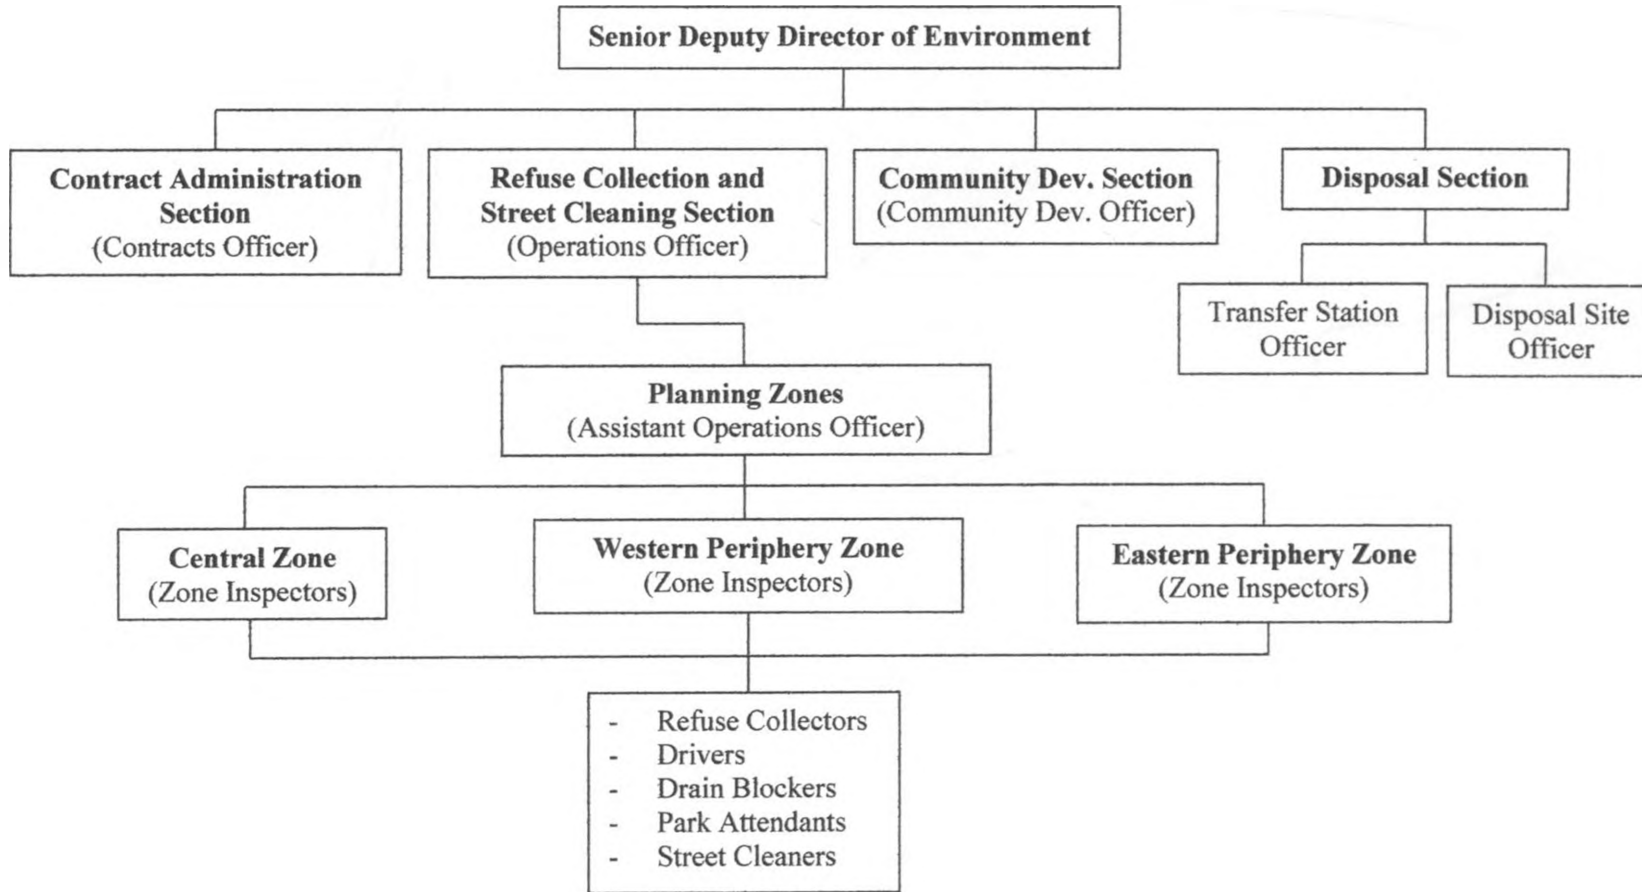 Senior Deputy Director of Environment
Contract Administration
Section
(Contracts Officer)
Refuse Collection and
Street Cleaning Section
(Operations Officer)
Community Dev. Section
(Community Dev. Officer)
Disposal Section
Transfer Station
Officer
Disposal Site
Officer
Planning Zones
(Assistant Operations Officer)
Central Zone
(Zone Inspectors)
Western Periphery Zone
(Zone Inspectors)
Eastern Periphery Zone
(Zone Inspectors)
- Refuse Collectors
- Drivers
- Drain Blockers
- Park Attendants
- Street Cleaners